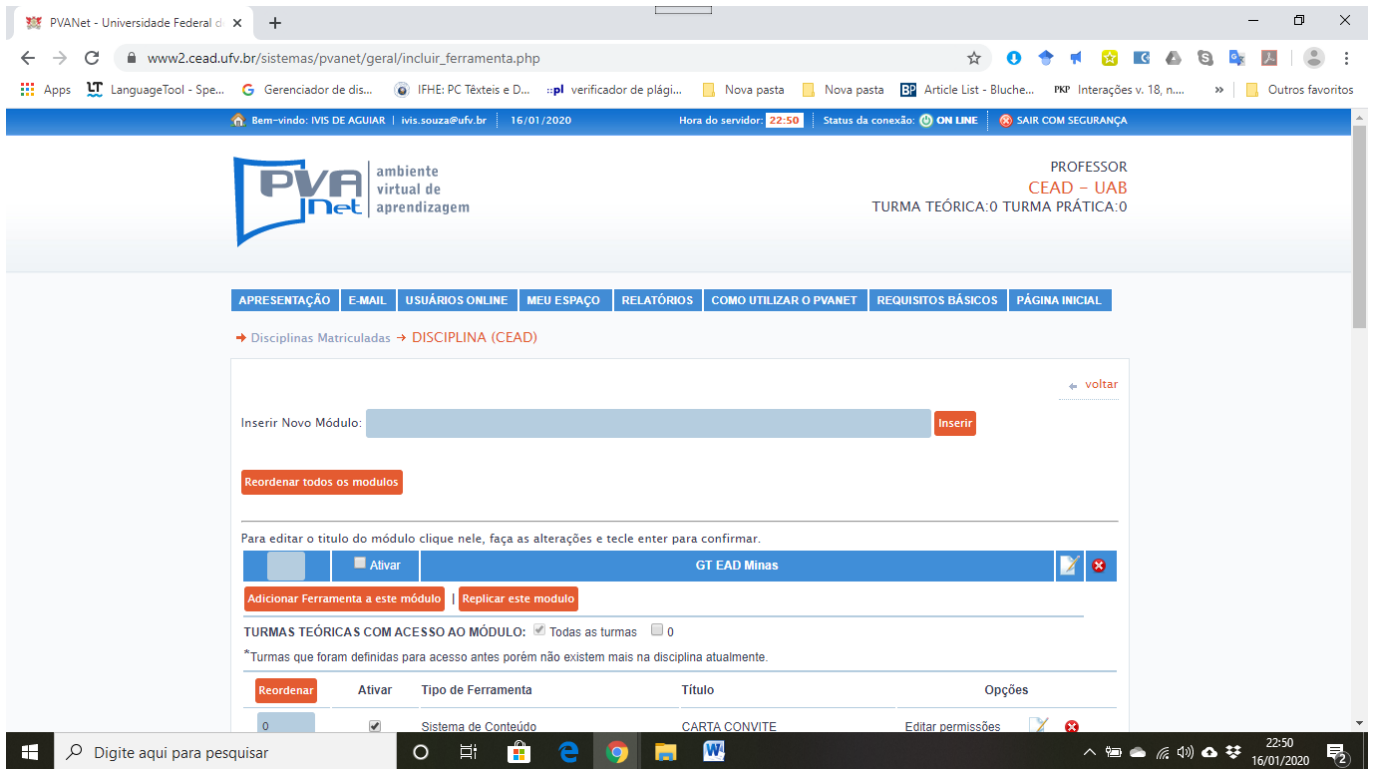 PVANet - Universidade Federal d
www2.cead.ufv.br/sistemas/pvanet/geral/incluir_ferramenta.php
Apps LanguageTool - Spe... Gerenciador de dis... IFHE: PC Têxteis e D... verificador de plági... Nova pasta Nova pasta Article List - Bluche... Interações v. 18, n.... » Outros favoritos
Bem-vindo: IVIS DE AGUIAR | ivis.souza@ufv.br 16/01/2020 Hora do servidor: 22:50 Status da conexão: ON LINE SAIR COM SEGURANÇA
PVANet
ambiente
virtual de
aprendizagem
PROFESSOR
CEAD - UAB
TURMA TEÓRICA:0 TURMA PRÁTICA:0
APRESENTAÇÃO E-MAIL USUÁRIOS ONLINE MEU ESPAÇO RELATÓRIOS COMO UTILIZAR O PVANET REQUISITOS BÁSICOS PÁGINA INICIAL
Disciplinas Matriculadas DISCIPLINA (CEAD)
voltar
Inserir Novo Módulo: Inserir
Reordenar todos os modulos
Para editar o titulo do módulo clique nele, faça as alterações e tecle enter para confirmar.
Ativar GT EAD Minas
Adicionar Ferramenta a este módulo | Replicar este modulo
TURMAS TEÓRICAS COM ACESSO AO MÓDULO: Todas as turmas 0
*Turmas que foram definidas para acesso antes porém não existem mais na disciplina atualmente.
Reordenar Ativar Tipo de Ferramenta Título Opções
0 Sistema de Conteúdo CARTA CONVITE Editar permissões
Digite aqui para pesquisar
22:50
16/01/2020
2